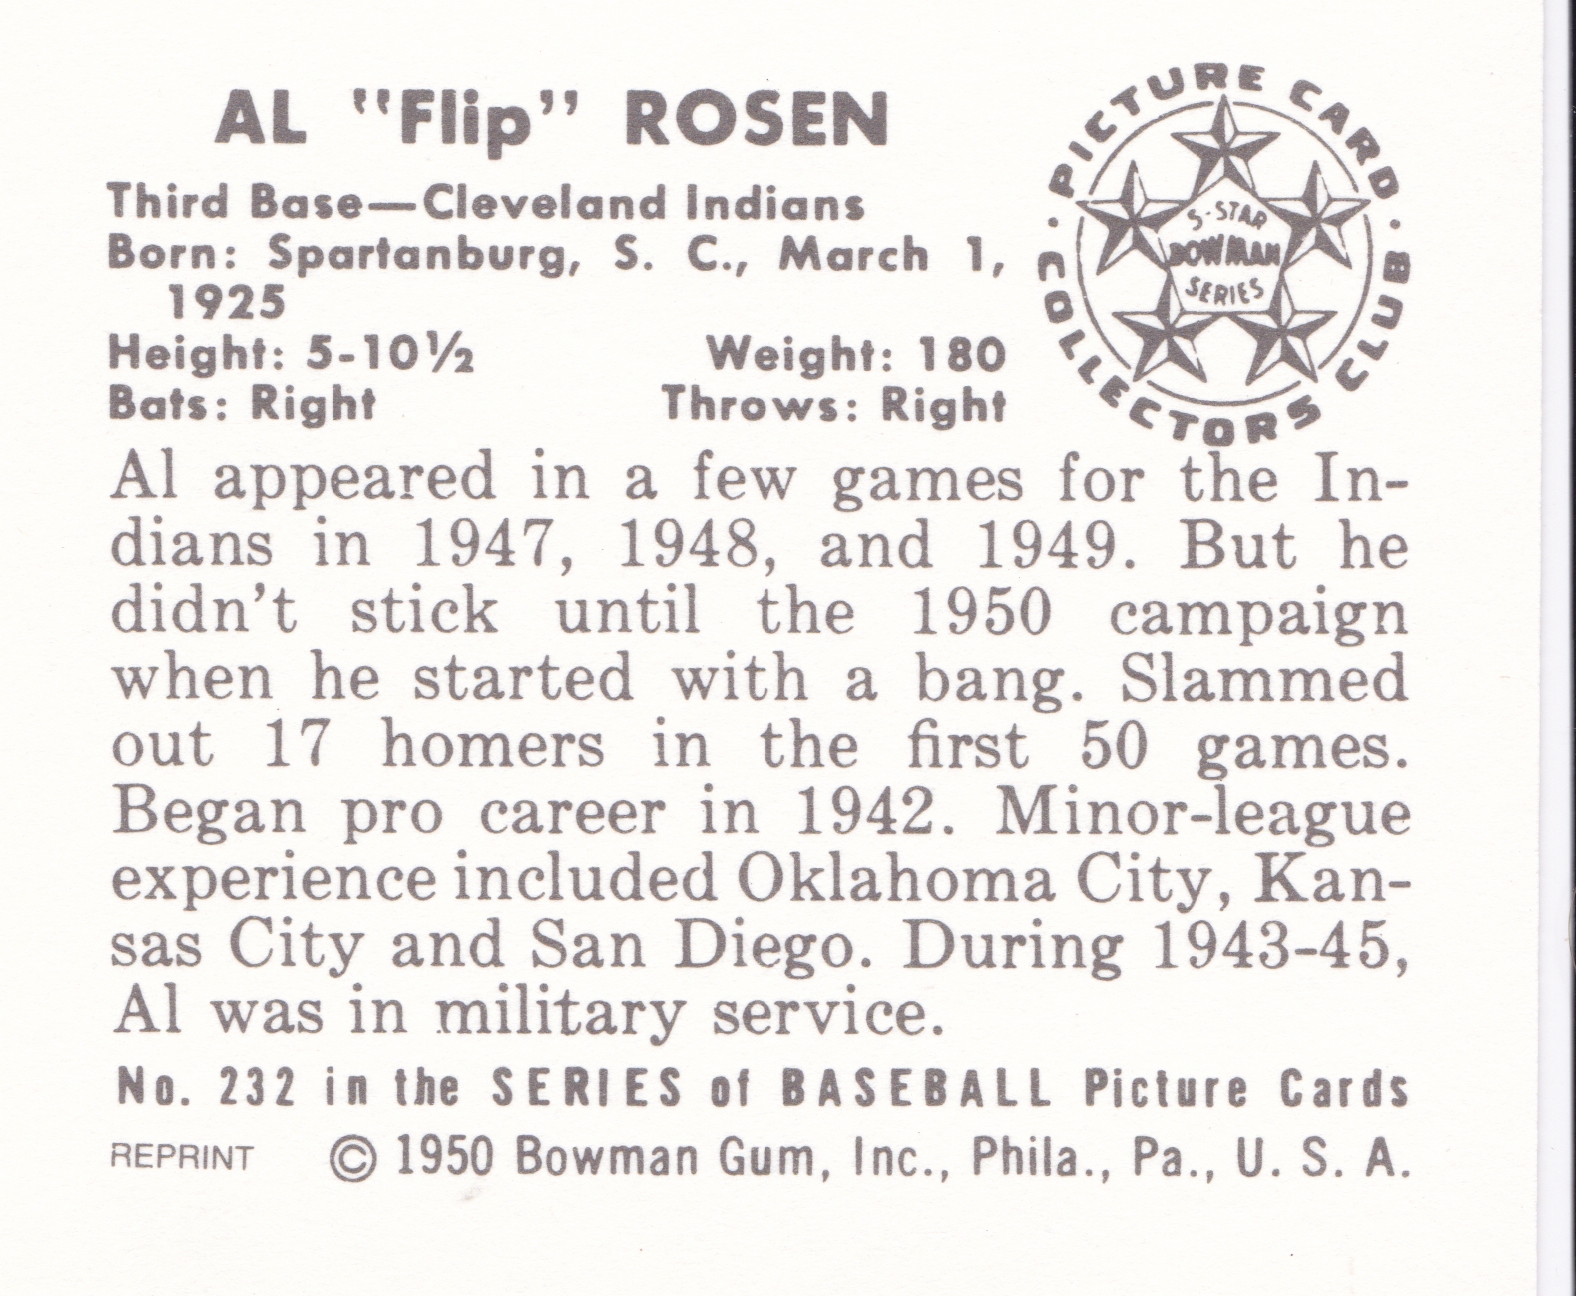 AL "Flip" ROSEN
Third Base—Cleveland Indians
Born: Spartanburg, S. C., March 1,
1925
Height: 5-10½ Weight: 180
Bats: Right Throws: Right
PICTURE CARD
COLLECTORS CLUB
5-STAR
BOWMAN
SERIES
Al appeared in a few games for the In-
dians in 1947, 1948, and 1949. But he
didn't stick until the 1950 campaign
when he started with a bang. Slammed
out 17 homers in the first 50 games.
Began pro career in 1942. Minor-league
experience included Oklahoma City, Kan-
sas City and San Diego. During 1943-45,
Al was in military service.
No. 232 in the SERIES of BASEBALL Picture Cards
REPRINT © 1950 Bowman Gum, Inc., Phila., Pa., U. S. A.